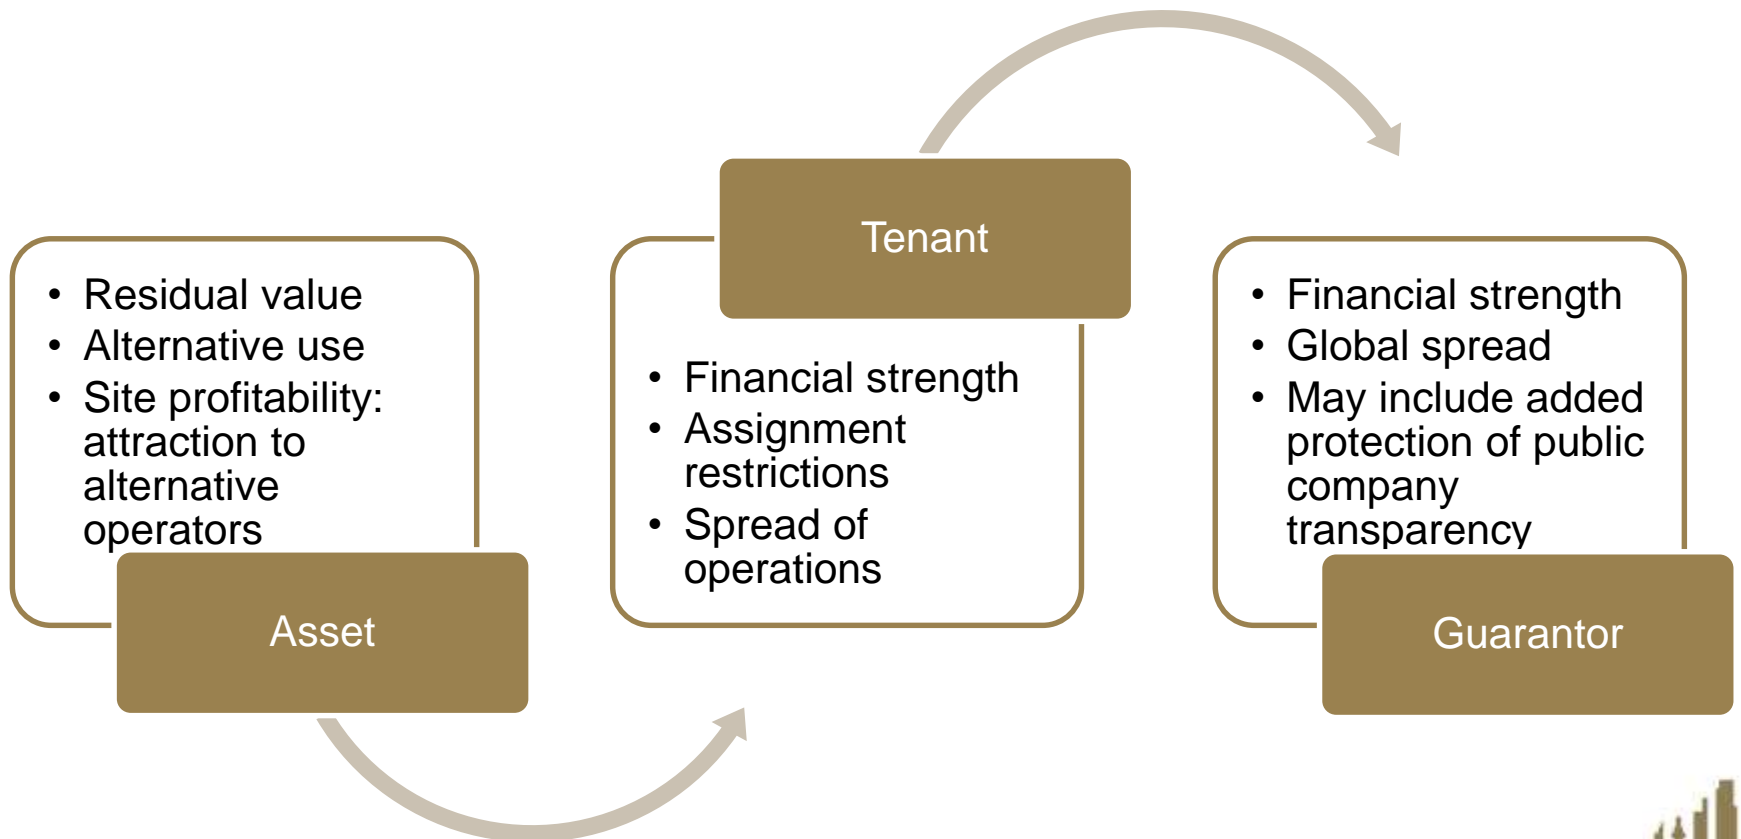 • Residual value
• Alternative use
• Site profitability:
attraction to
alternative
operators
Asset
Tenant
• Financial strength
• Assignment
restrictions
• Spread of
operations
• Financial strength
• Global spread
• May include added
protection of public
company
transparency
Guarantor